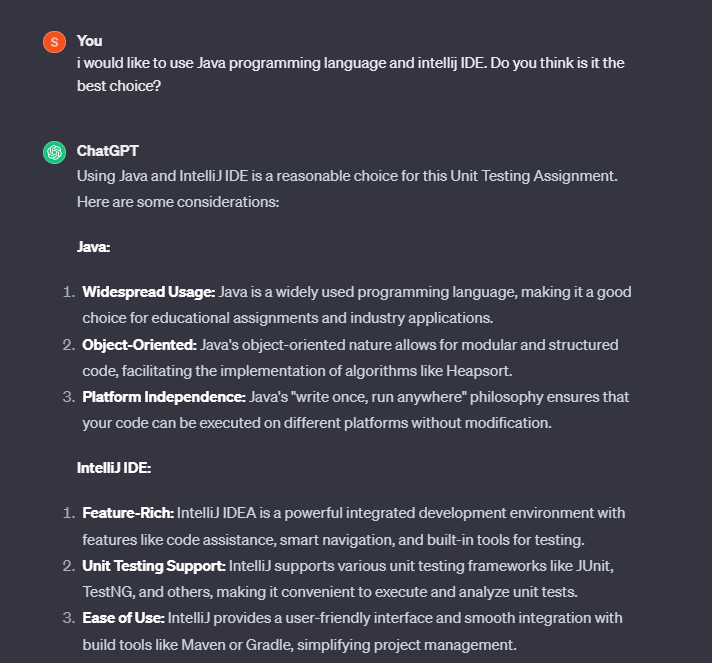 S
You
i would like to use Java programming language and intellij IDE. Do you think is it the
best choice?
ChatGPT
Using Java and IntelliJ IDE is a reasonable choice for this Unit Testing Assignment.
Here are some considerations:
Java:
1. Widespread Usage: Java is a widely used programming language, making it a good
choice for educational assignments and industry applications.
2. Object-Oriented: Java's object-oriented nature allows for modular and structured
code, facilitating the implementation of algorithms like Heapsort.
3. Platform Independence: Java's "write once, run anywhere" philosophy ensures that
your code can be executed on different platforms without modification.
IntelliJ IDE:
1. Feature-Rich: IntelliJ IDEA is a powerful integrated development environment with
features like code assistance, smart navigation, and built-in tools for testing.
2. Unit Testing Support: IntelliJ supports various unit testing frameworks like JUnit,
TestNG, and others, making it convenient to execute and analyze unit tests.
3. Ease of Use: IntelliJ provides a user-friendly interface and smooth integration with
build tools like Maven or Gradle, simplifying project management.